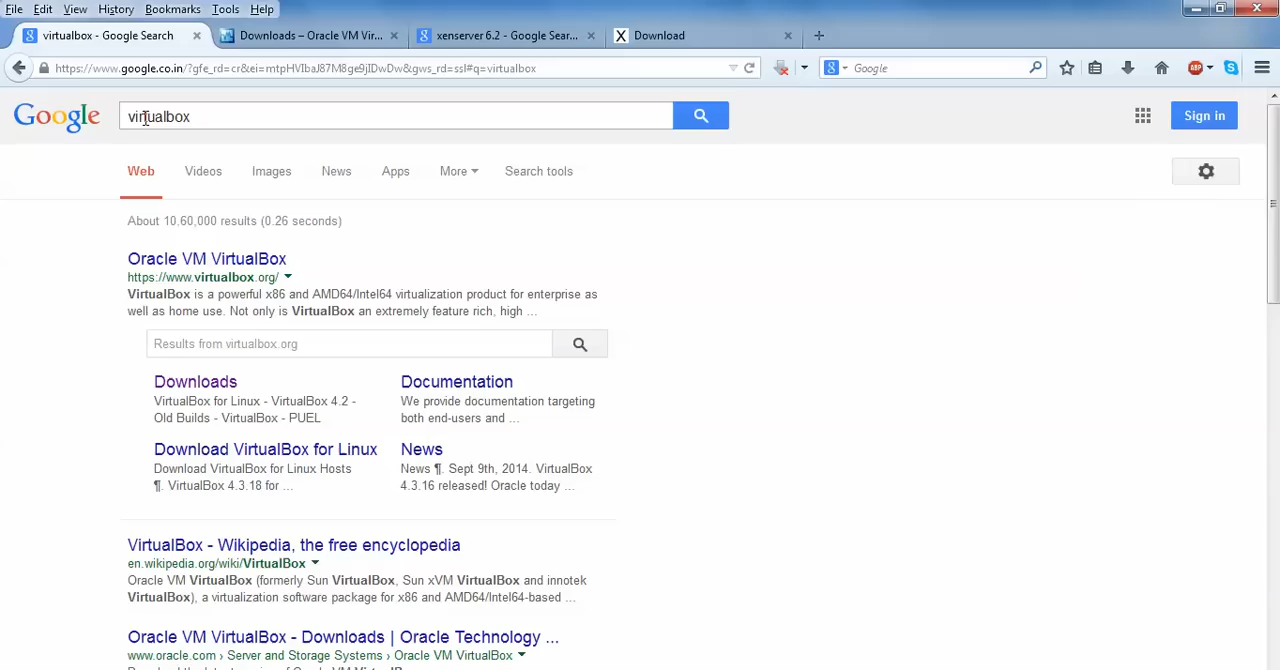 File Edit View History Bookmarks Tools Help
virtualbox - Google Search × Downloads – Oracle VM Vir... × xenserver 6.2 - Google Sear... × X Download × +
https://www.google.co.in/?gfe_rd=cr&ei=mtpHVIbaJ87M8ge9jIDwDw&gws_rd=ssl#q=virtualbox Google ABP
Google virtualbox Sign in
Web Videos Images News Apps More Search tools
About 10,60,000 results (0.26 seconds)
Oracle VM VirtualBox
https://www.virtualbox.org/
VirtualBox is a powerful x86 and AMD64/Intel64 virtualization product for enterprise as
well as home use. Not only is VirtualBox an extremely feature rich, high ...
Results from virtualbox.org
Downloads
VirtualBox for Linux - VirtualBox 4.2 -
Old Builds - VirtualBox - PUEL
Documentation
We provide documentation targeting
both end-users and ...
Download VirtualBox for Linux
Download VirtualBox for Linux Hosts
¶. VirtualBox 4.3.18 for ...
News
News ¶. Sept 9th, 2014. VirtualBox
4.3.16 released! Oracle today ...
VirtualBox - Wikipedia, the free encyclopedia
en.wikipedia.org/wiki/VirtualBox
Oracle VM VirtualBox (formerly Sun VirtualBox, Sun xVM VirtualBox and innotek
VirtualBox), a virtualization software package for x86 and AMD64/Intel64-based ...
Oracle VM VirtualBox - Downloads | Oracle Technology ...
www.oracle.com › Server and Storage Systems › Oracle VM VirtualBox